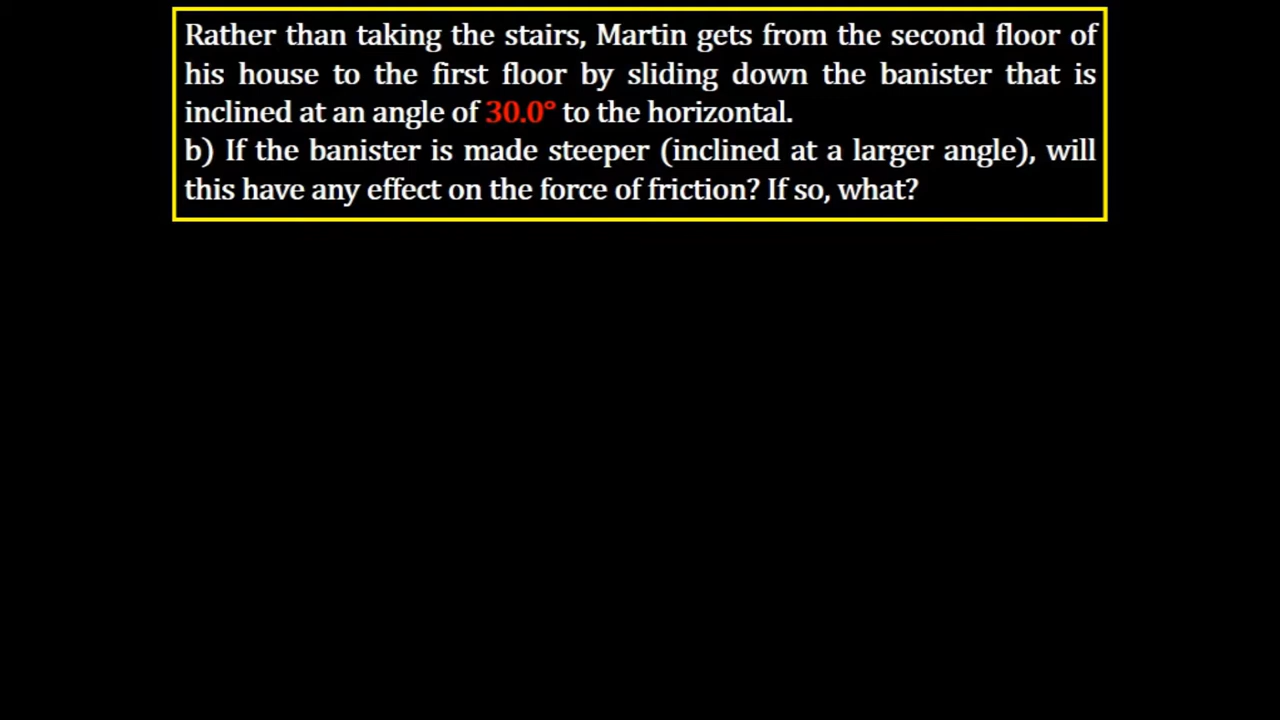 Rather than taking the stairs, Martin gets from the second floor of
his house to the first floor by sliding down the banister that is
inclined at an angle of 30.0° to the horizontal.
b) If the banister is made steeper (inclined at a larger angle), will
this have any effect on the force of friction? If so, what?